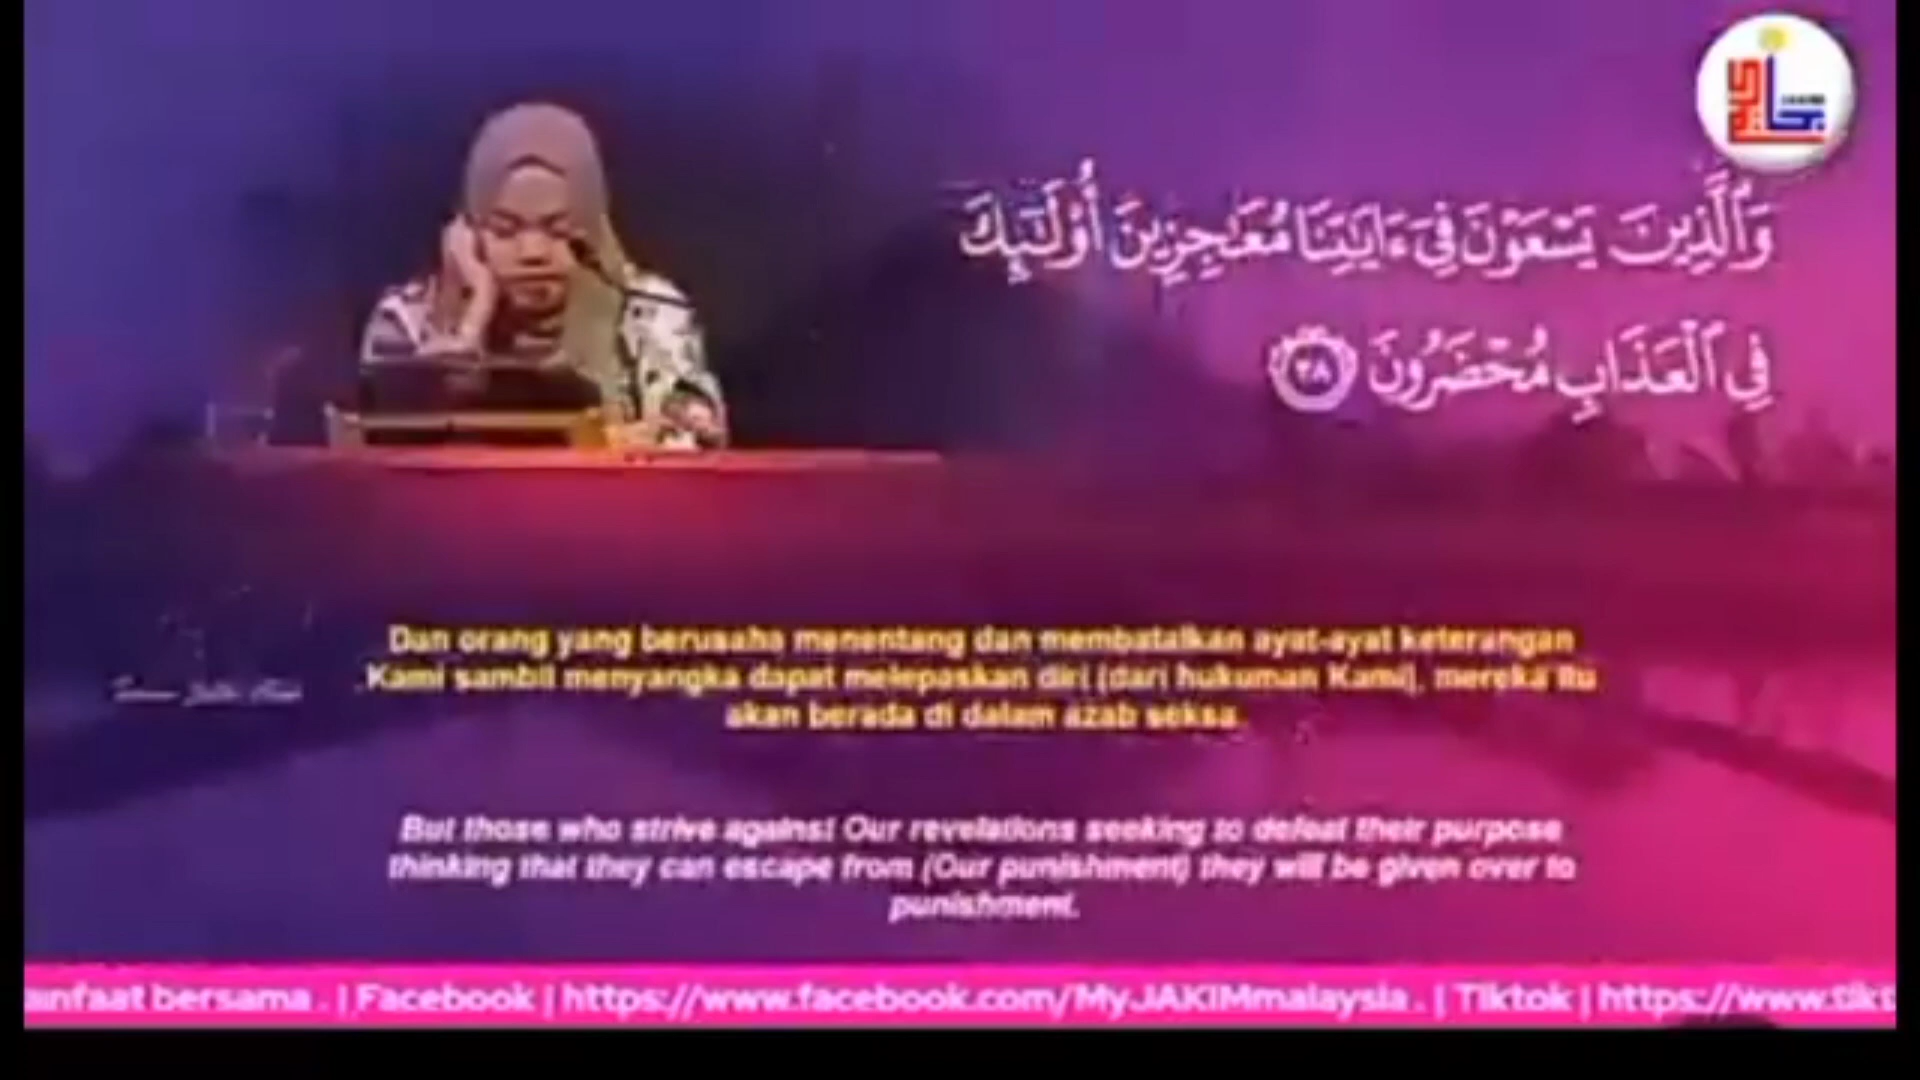 وَٱلَّذِينَ يَسْعَوْنَ فِىٓ ءَايَـٰتِنَا مُعَـٰجِزِينَ أُو۟لَـٰٓئِكَ
فِى ٱلْعَذَابِ مُحْضَرُونَ ٣٨
Dan orang yang berusaha menentang dan membatalkan ayat-ayat keterangan
Kami sambil menyangka dapat melepaskan diri (dari hukuman Kami), mereka itu
akan berada di dalam azab seksa.
But those who strive against Our revelations seeking to defeat their purpose
thinking that they can escape from (Our punishment) they will be given over to
punishment.
anfaat bersama . | Facebook | https://www.facebook.com/MyJAKIMmalaysia . | Tiktok | https://www.